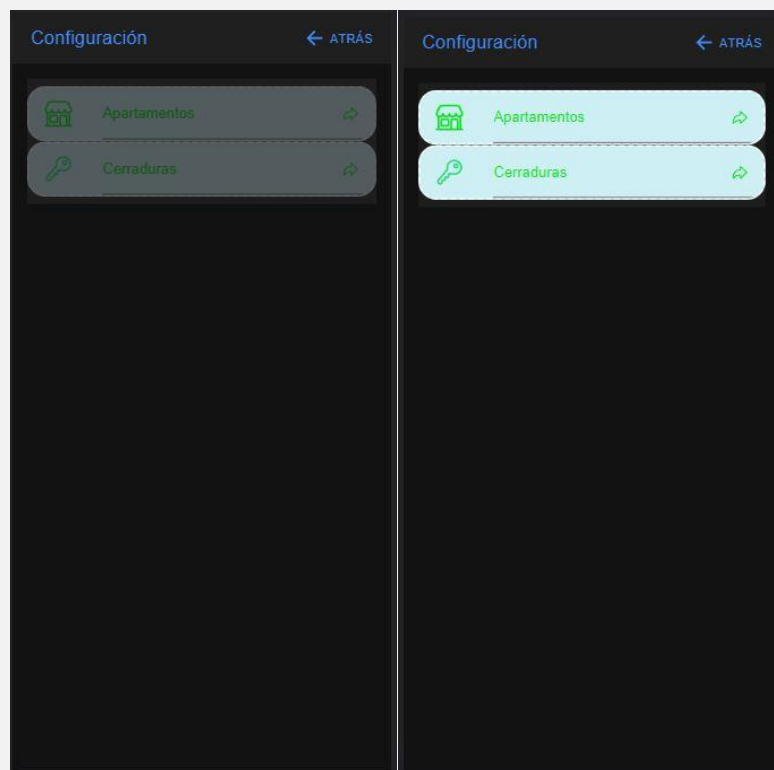 Configuración
ATRÁS
Apartamentos
Cerraduras
Configuración
ATRÁS
Apartamentos
Cerraduras